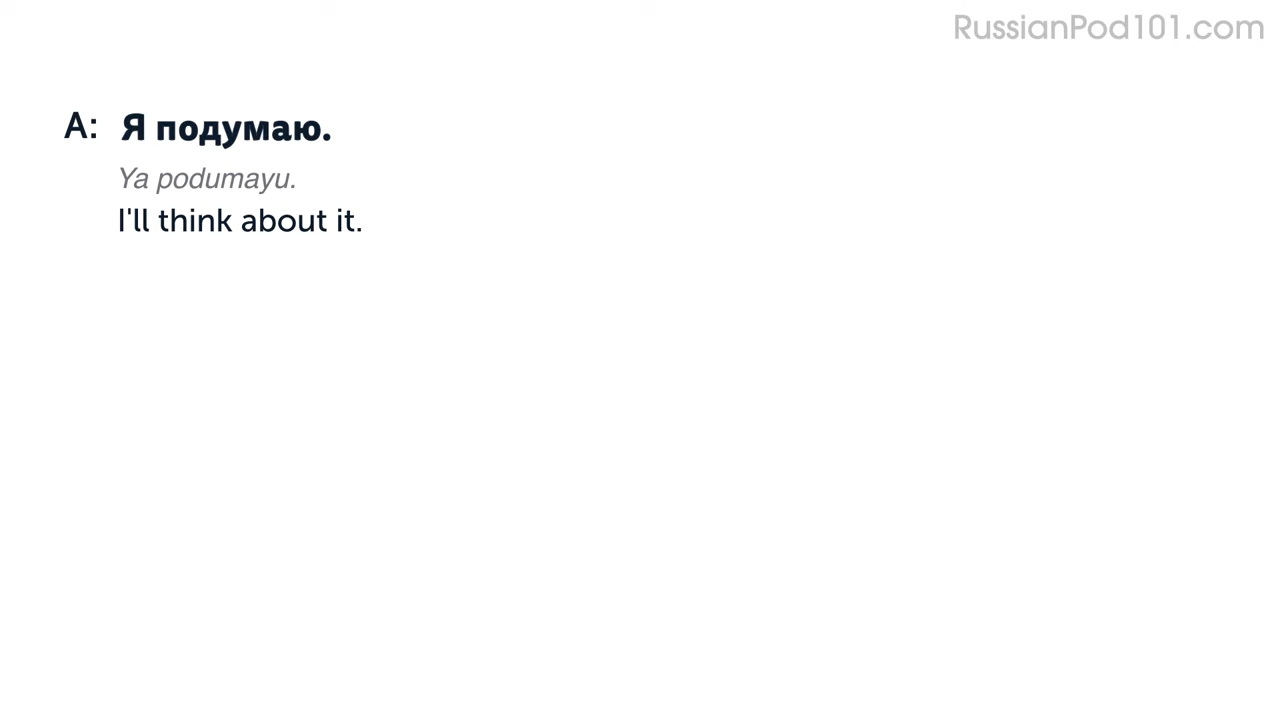 RussianPod101.com
A: Я подумаю.
Ya podumayu.
I'll think about it.